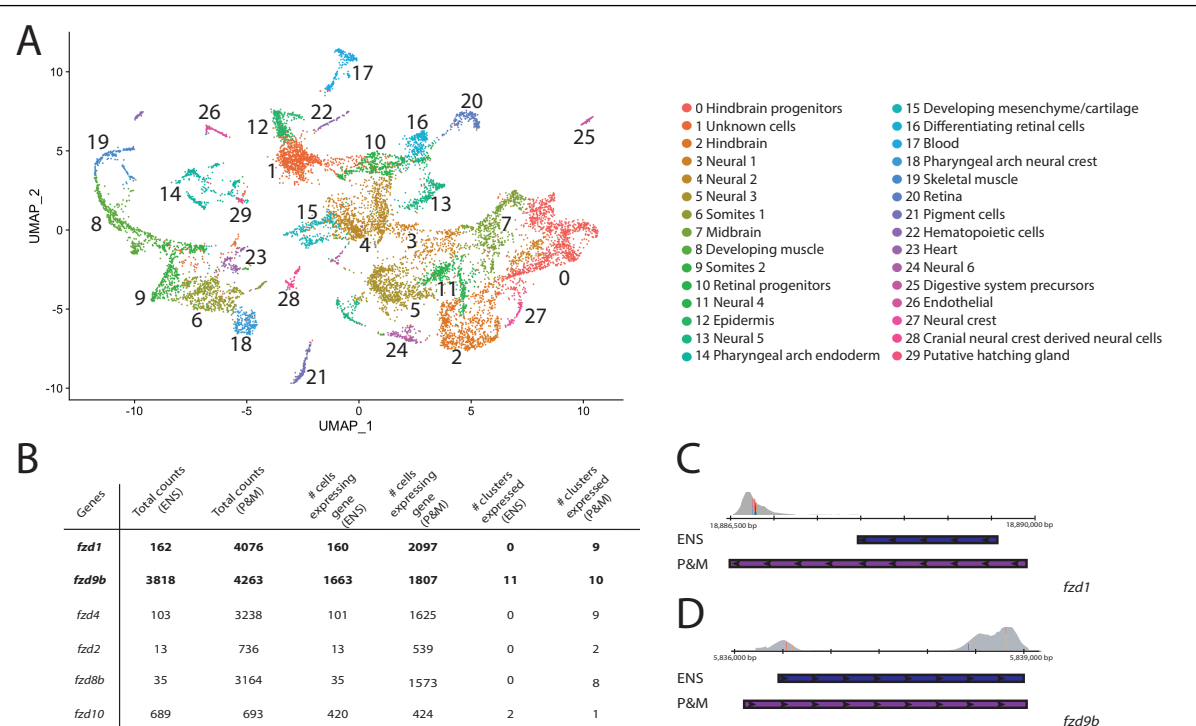 A
UMAP_2
10
5
0
-5
-10
-10
-5
0
5
10
UMAP_1
17
26
22
20
25
12
16
19
10
1
14
29
13
8
15
7
4
3
23
0
9
28
11
6
5
27
18
24
2
21
0 Hindbrain progenitors
1 Unknown cells
2 Hindbrain
3 Neural 1
4 Neural 2
5 Neural 3
6 Somites 1
7 Midbrain
8 Developing muscle
9 Somites 2
10 Retinal progenitors
11 Neural 4
12 Epidermis
13 Neural 5
14 Pharyngeal arch endoderm
15 Developing mesenchyme/cartilage
16 Differentiating retinal cells
17 Blood
18 Pharyngeal arch neural crest
19 Skeletal muscle
20 Retina
21 Pigment cells
22 Hematopoietic cells
23 Heart
24 Neural 6
25 Digestive system precursors
26 Endothelial
27 Neural crest
28 Cranial neural crest derived neural cells
29 Putative hatching gland
B
Genes
Total counts
(ENS)
Total counts
(P&M)
# cells
expressing
gene
(ENS)
# cells
expressing
gene
(P&M)
# clusters
expressed
(ENS)
# clusters
expressed
(P&M)
fzd1 162 4076 160 2097 0 9
fzd9b 3818 4263 1663 1807 11 10
fzd4 103 3238 101 1625 0 9
fzd2 13 736 13 539 0 2
fzd8b 35 3164 35 1573 0 8
fzd10 689 693 420 424 2 1
C
18,886,500 bp
18,890,000 bp
ENS
P&M
fzd1
D
5,836,000 bp
5,839,000 bp
ENS
P&M
fzd9b